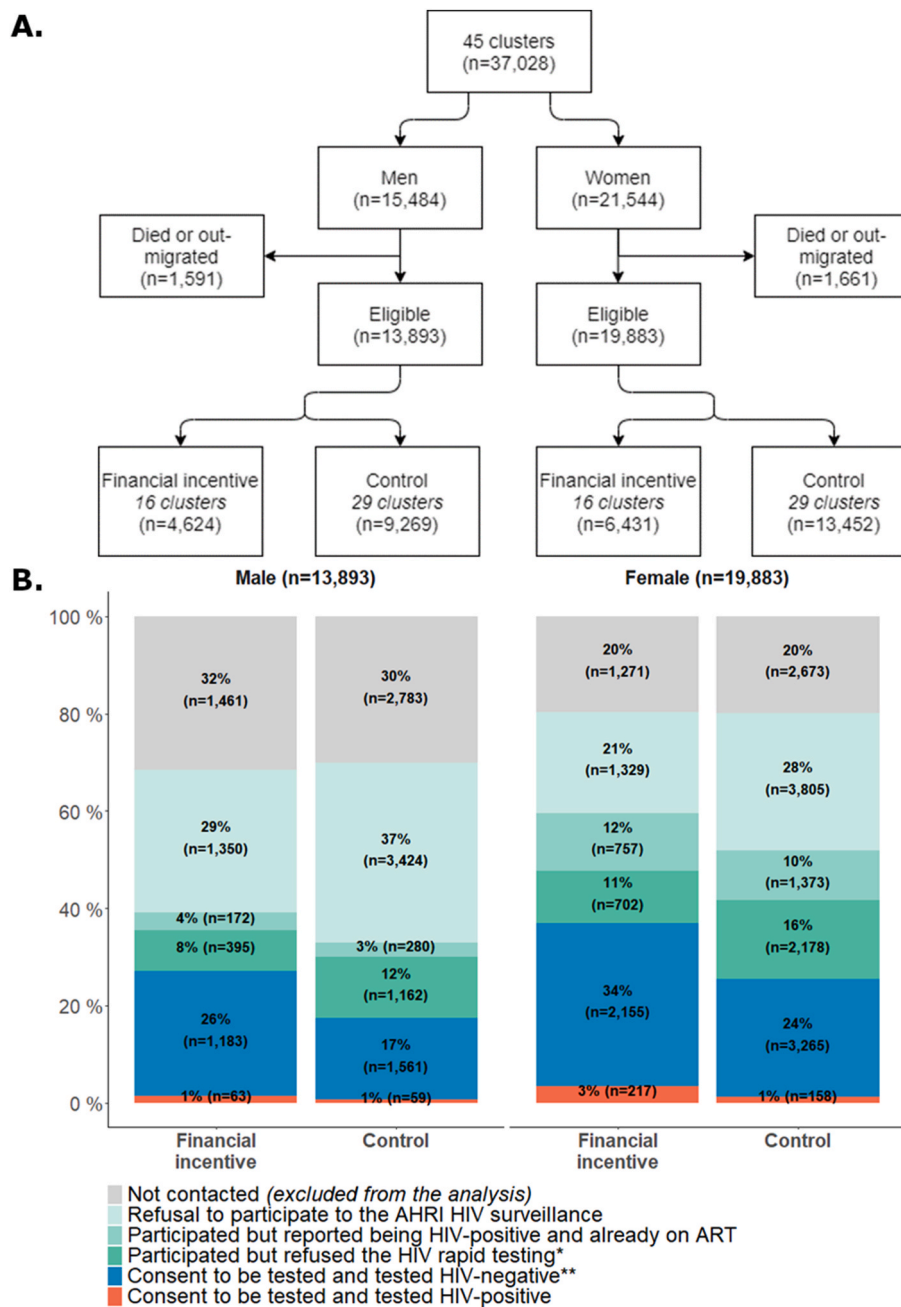 A.
45 clusters
(n=37,028)
Men
(n=15,484)
Women
(n=21,544)
Died or out-
migrated
(n=1,591)
Died or out-
migrated
(n=1,661)
Eligible
(n=13,893)
Eligible
(n=19,883)
Financial incentive
16 clusters
(n=4,624)
Control
29 clusters
(n=9,269)
Financial incentive
16 clusters
(n=6,431)
Control
29 clusters
(n=13,452)
B.
Male (n=13,893)
Female (n=19,883)
100 %
80 %
60 %
40 %
20 %
0 %
32%
(n=1,461)
29%
(n=1,350)
4% (n=172)
8% (n=395)
26%
(n=1,183)
1% (n=63)
30%
(n=2,783)
37%
(n=3,424)
3% (n=280)
12%
(n=1,162)
17%
(n=1,561)
1% (n=59)
20%
(n=1,271)
21%
(n=1,329)
12%
(n=757)
11%
(n=702)
34%
(n=2,155)
3% (n=217)
20%
(n=2,673)
28%
(n=3,805)
10%
(n=1,373)
16%
(n=2,178)
24%
(n=3,265)
1% (n=158)
Financial
incentive
Control
Financial
incentive
Control
Not contacted (excluded from the analysis)
Refusal to participate to the AHRI HIV surveillance
Participated but reported being HIV-positive and already on ART
Participated but refused the HIV rapid testing*
Consent to be tested and tested HIV-negative**
Consent to be tested and tested HIV-positive